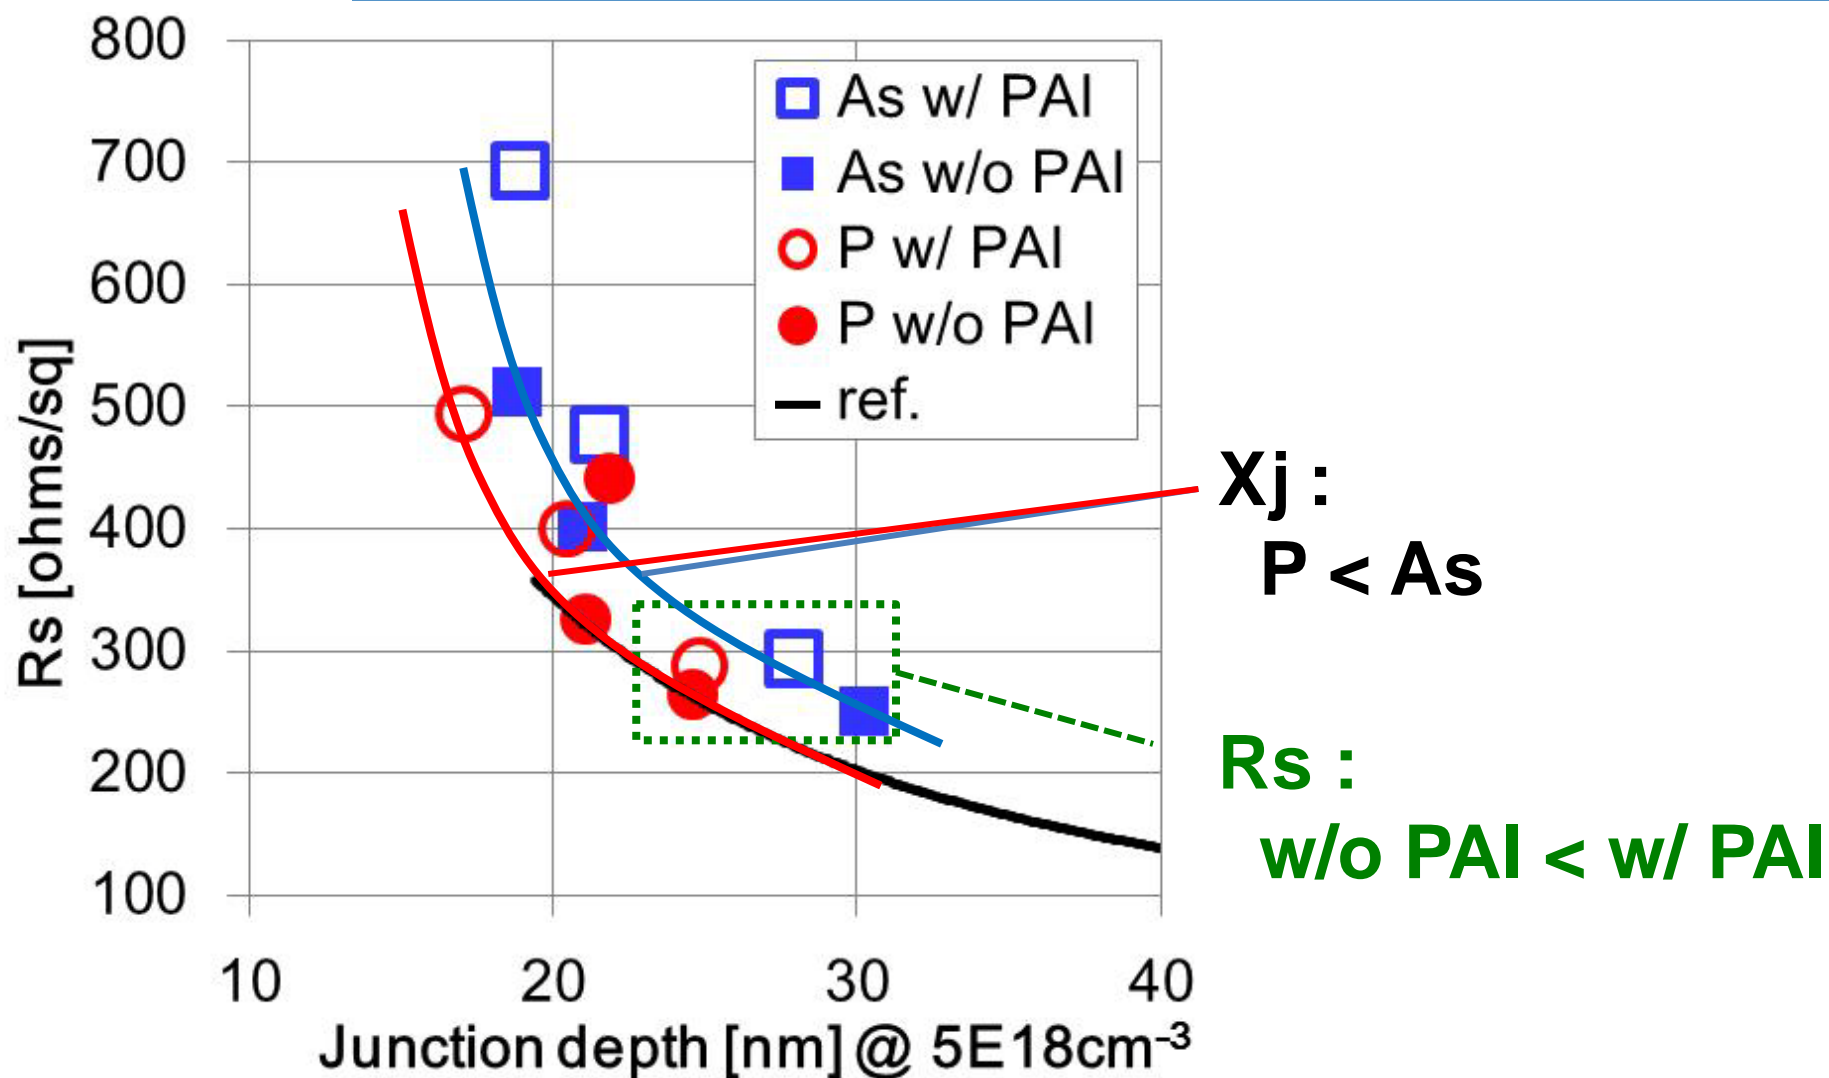 800
700
600
500
400
300
200
100
Rs [ohms/sq]
As w/ PAI
As w/o PAI
P w/ PAI
P w/o PAI
ref.
Xj :
P < As
Rs :
w/o PAI < w/ PAI
10 20 30 40
Junction depth [nm] @ 5E18cm⁻³